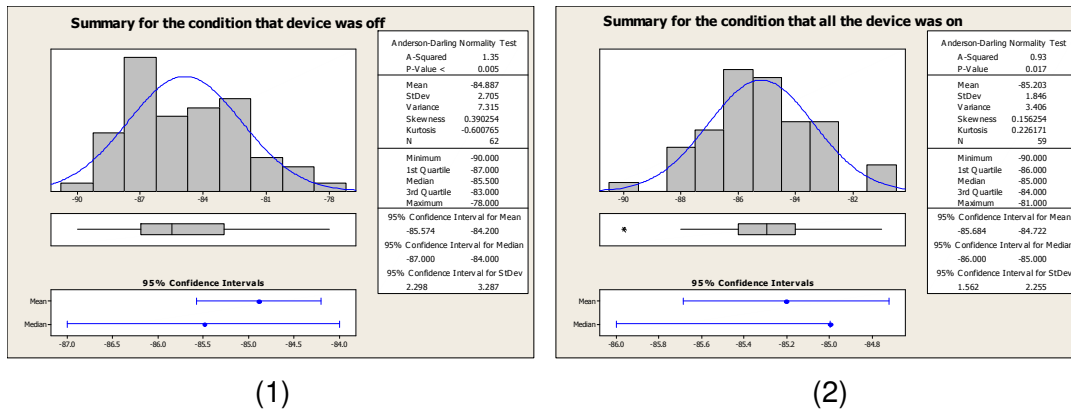 Summary for the condition that device was off
-90 -87 -84 -81 -78
Anderson-Darling Normality Test
A-Squared 1.35
P-Value < 0.005
Mean -84.887
StDev 2.705
Variance 7.315
Skewness 0.390254
Kurtosis -0.600765
N 62
Minimum -90.000
1st Quartile -87.000
Median -85.500
3rd Quartile -83.000
Maximum -78.000
95% Confidence Interval for Mean
-85.574 -84.200
95% Confidence Interval for Median
-87.000 -84.000
95% Confidence Interval for StDev
2.298 3.287
95% Confidence Intervals
Mean
Median
-87.0 -86.5 -86.0 -85.5 -85.0 -84.5 -84.0
(1)
Summary for the condition that all the device was on
-90 -88 -86 -84 -82
Anderson-Darling Normality Test
A-Squared 0.93
P-Value 0.017
Mean -85.203
StDev 1.846
Variance 3.406
Skewness 0.156254
Kurtosis 0.226171
N 59
Minimum -90.000
1st Quartile -86.000
Median -85.000
3rd Quartile -84.000
Maximum -81.000
95% Confidence Interval for Mean
-85.684 -84.722
95% Confidence Interval for Median
-86.000 -85.000
95% Confidence Interval for StDev
1.562 2.255
95% Confidence Intervals
Mean
Median
-86.0 -85.8 -85.6 -85.4 -85.2 -85.0 -84.8
(2)